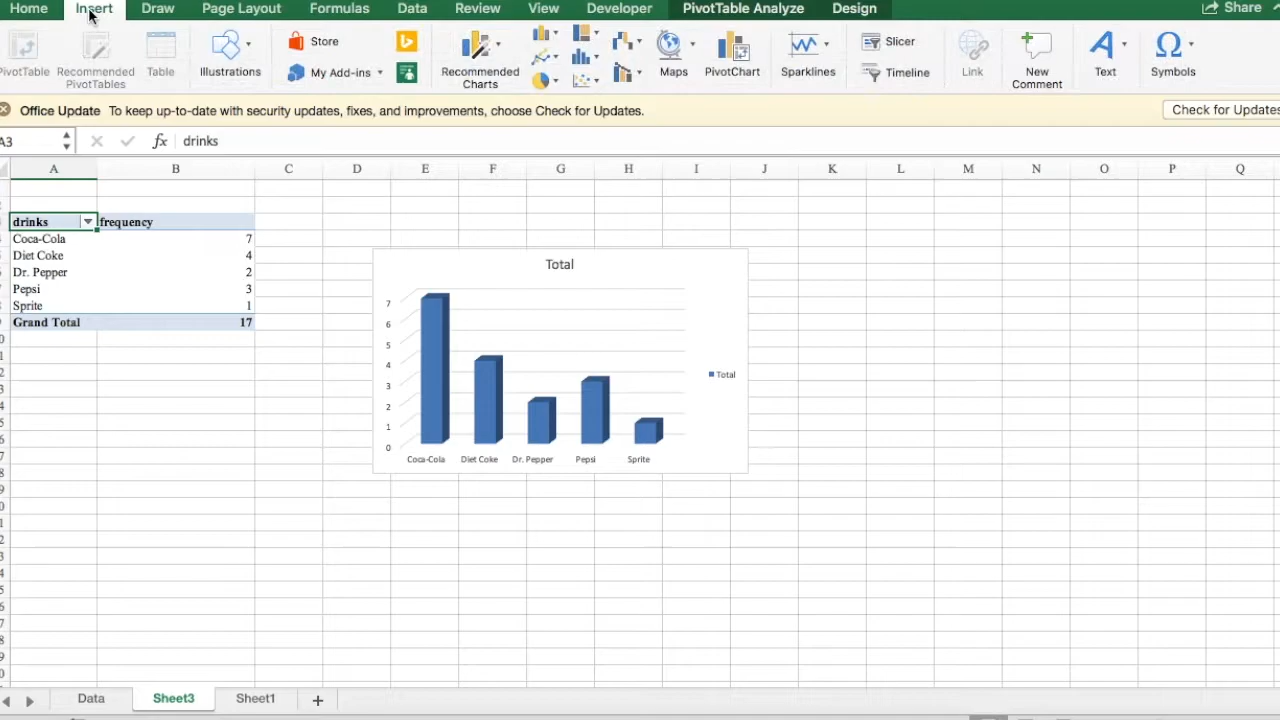 Home Insert Draw Page Layout Formulas Data Review View Developer PivotTable Analyze Design Share
PivotTable Recommended PivotTables Table Illustrations Store My Add-ins Recommended Charts Maps PivotChart Sparklines Slicer Timeline Link New Comment Text Symbols
Office Update To keep up-to-date with security updates, fixes, and improvements, choose Check for Updates. Check for Updates
A3 fx drinks
A B C D E F G H I J K L M N O P Q
drinks frequency
Coca-Cola 7
Diet Coke 4
Dr. Pepper 2
Pepsi 3
Sprite 1
Grand Total 17
Total
7
6
5
4
3
2
1
0
Total
Coca-Cola Diet Coke Dr. Pepper Pepsi Sprite
Data Sheet3 Sheet1 +